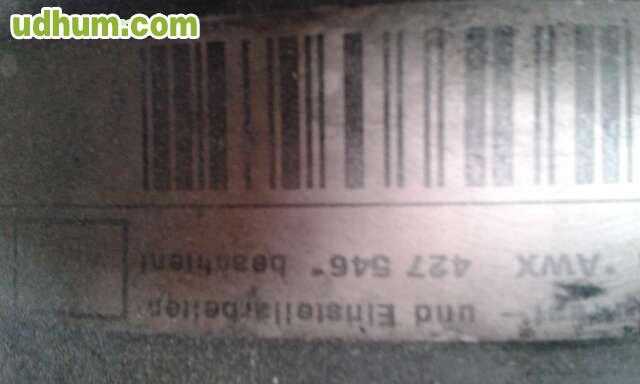 udhum.com
- und Einstellarbeiten
*AWX 427 546* beachten!